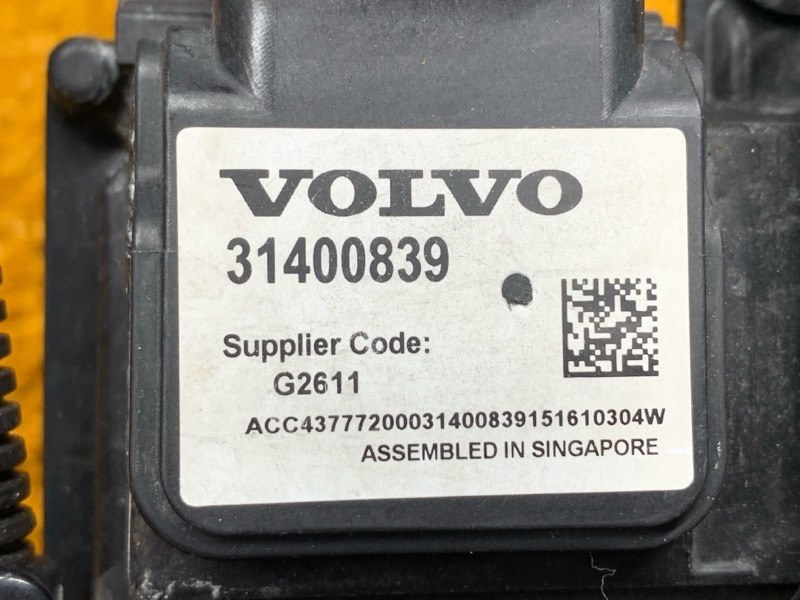 VOLVO
31400839
Supplier Code:
G2611
ACC43777200031400839151610304W
ASSEMBLED IN SINGAPORE